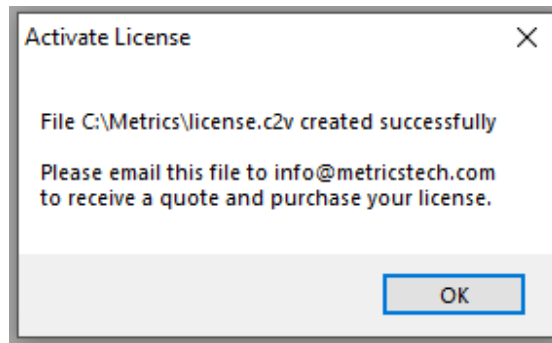 Activate License
File C:\Metrics\license.c2v created successfully
Please email this file to info@metricstech.com
to receive a quote and purchase your license.
OK